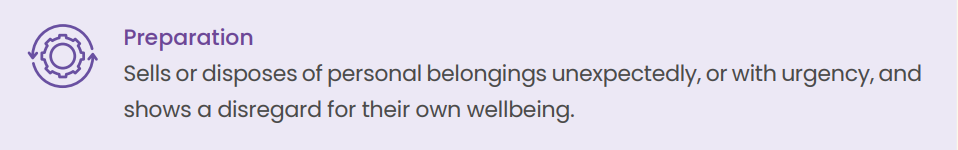 Preparation
Sells or disposes of personal belongings unexpectedly, or with urgency, and
shows a disregard for their own wellbeing.